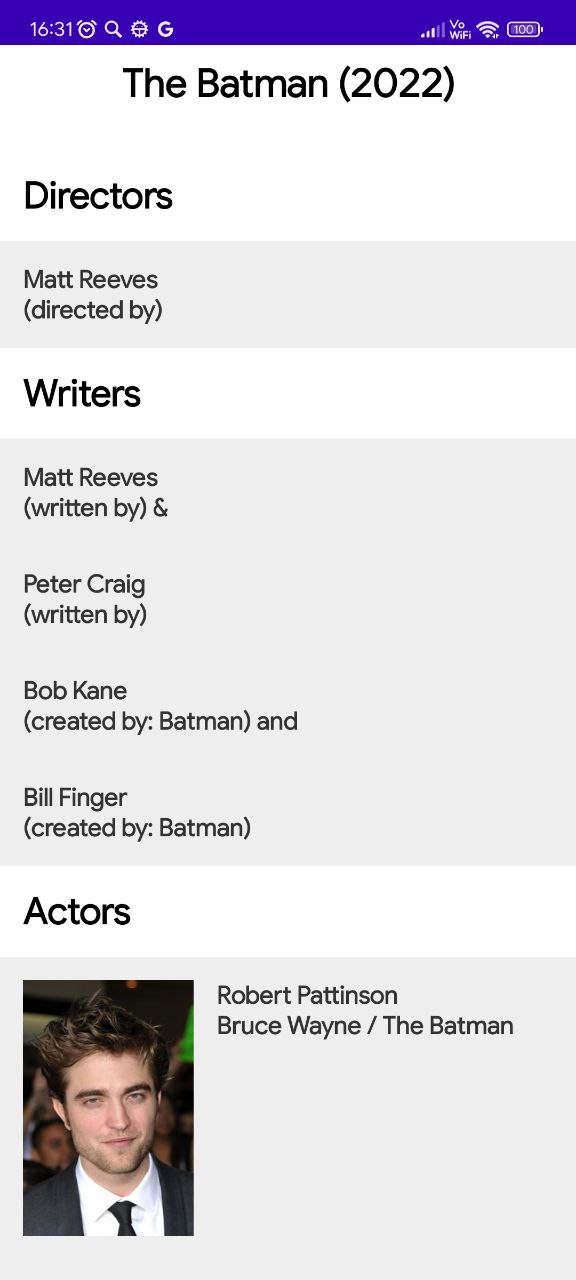 16:31
Vo
WiFi
100
The Batman (2022)
Directors
Matt Reeves
(directed by)
Writers
Matt Reeves
(written by) &
Peter Craig
(written by)
Bob Kane
(created by: Batman) and
Bill Finger
(created by: Batman)
Actors
Robert Pattinson
Bruce Wayne / The Batman